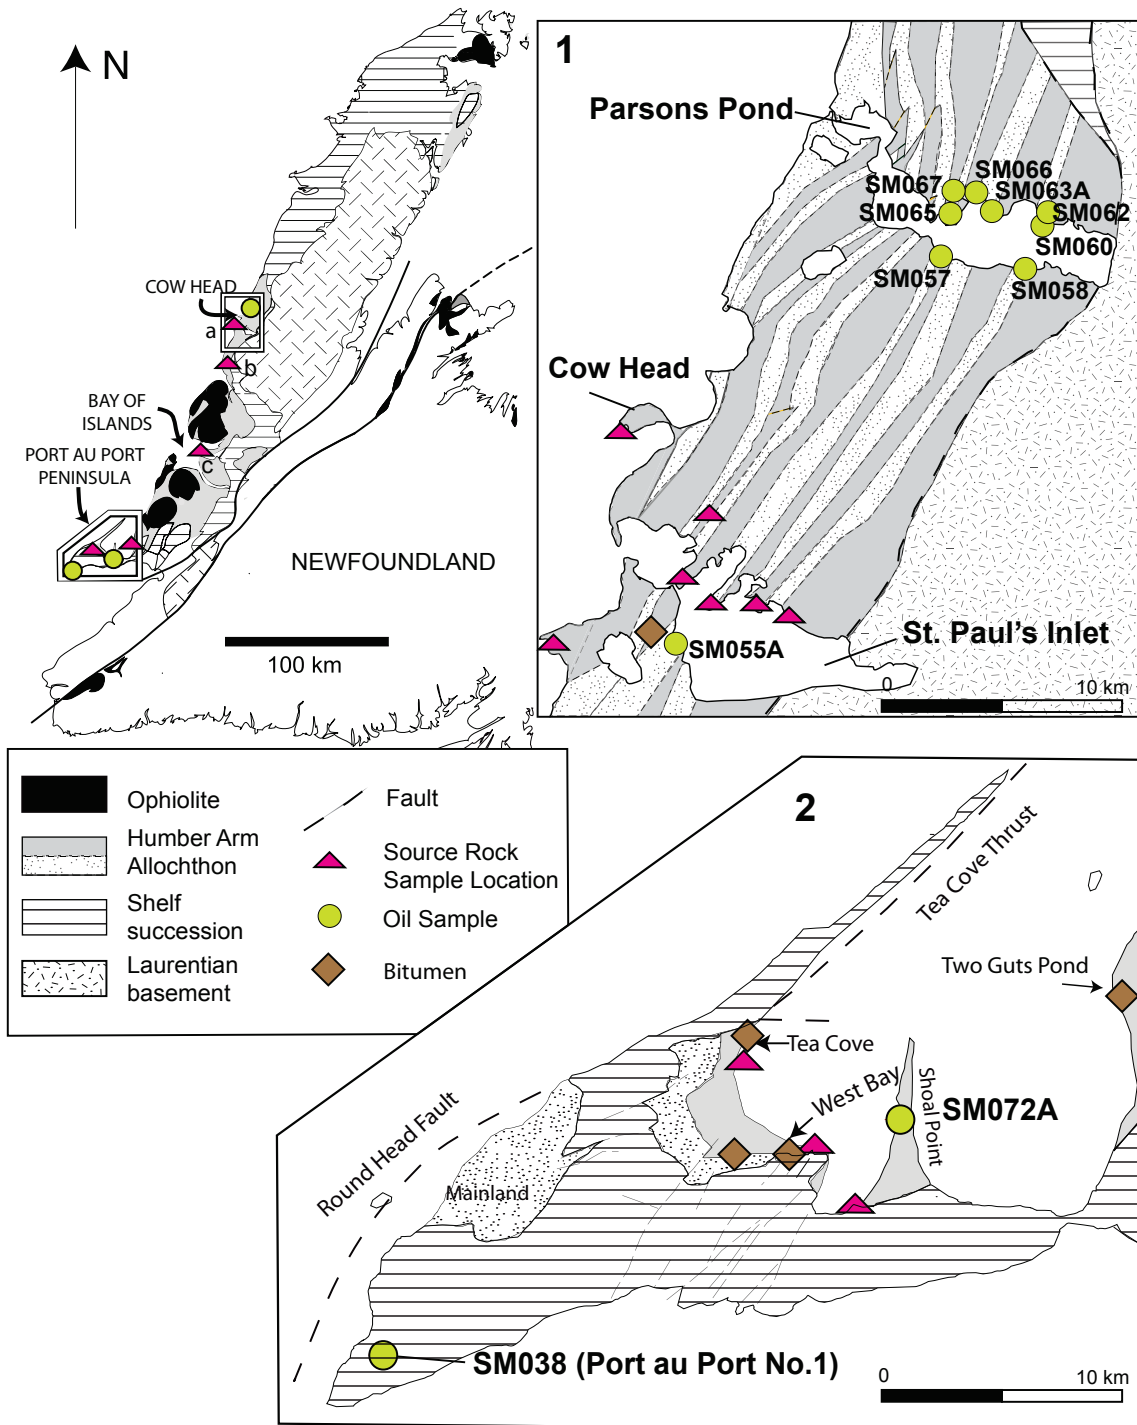 N
COW HEAD
a
b
BAY OF
ISLANDS
c
PORT AU PORT
PENINSULA
NEWFOUNDLAND
100 km
1
Parsons Pond
SM066
SM067
SM063A
SM065
SM062
SM060
SM057
SM058
Cow Head
SM055A
St. Paul's Inlet
0
10 km
Ophiolite
Humber Arm
Allochthon
Shelf
succession
Laurentian
basement
Fault
Source Rock
Sample Location
Oil Sample
Bitumen
2
Tea Cove Thrust
Two Guts Pond
Tea Cove
West Bay
Shoal Point
SM072A
Round Head Fault
Mainland
SM038 (Port au Port No.1)
0
10 km